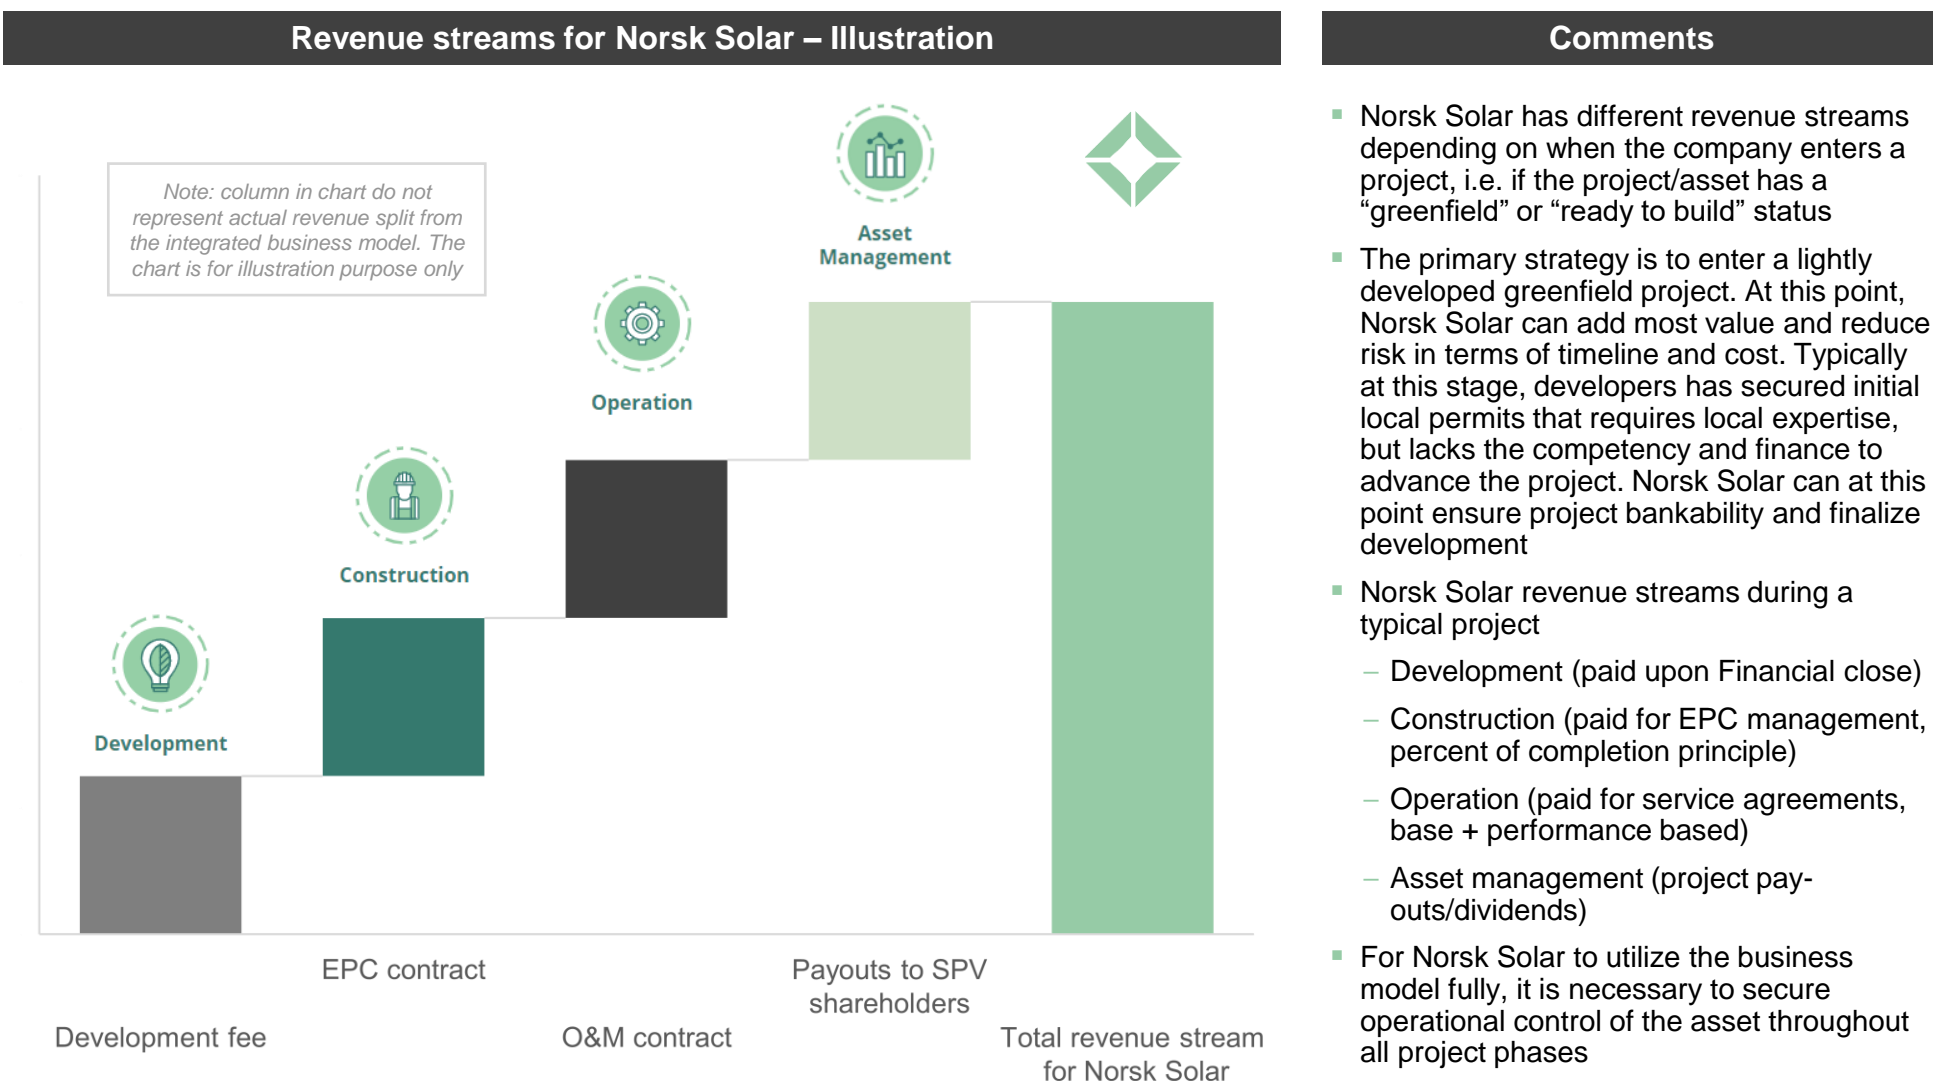 Revenue streams for Norsk Solar – Illustration
Note: column in chart do not
represent actual revenue split from
the integrated business model. The
chart is for illustration purpose only
Asset
Management
Operation
Construction
Development
EPC contract
Payouts to SPV
shareholders
Development fee
O&M contract
Total revenue stream
for Norsk Solar
Comments
▪ Norsk Solar has different revenue streams
depending on when the company enters a
project, i.e. if the project/asset has a
“greenfield” or “ready to build” status
▪ The primary strategy is to enter a lightly
developed greenfield project. At this point,
Norsk Solar can add most value and reduce
risk in terms of timeline and cost. Typically
at this stage, developers has secured initial
local permits that requires local expertise,
but lacks the competency and finance to
advance the project. Norsk Solar can at this
point ensure project bankability and finalize
development
▪ Norsk Solar revenue streams during a
typical project
– Development (paid upon Financial close)
– Construction (paid for EPC management,
percent of completion principle)
– Operation (paid for service agreements,
base + performance based)
– Asset management (project pay-
outs/dividends)
▪ For Norsk Solar to utilize the business
model fully, it is necessary to secure
operational control of the asset throughout
all project phases